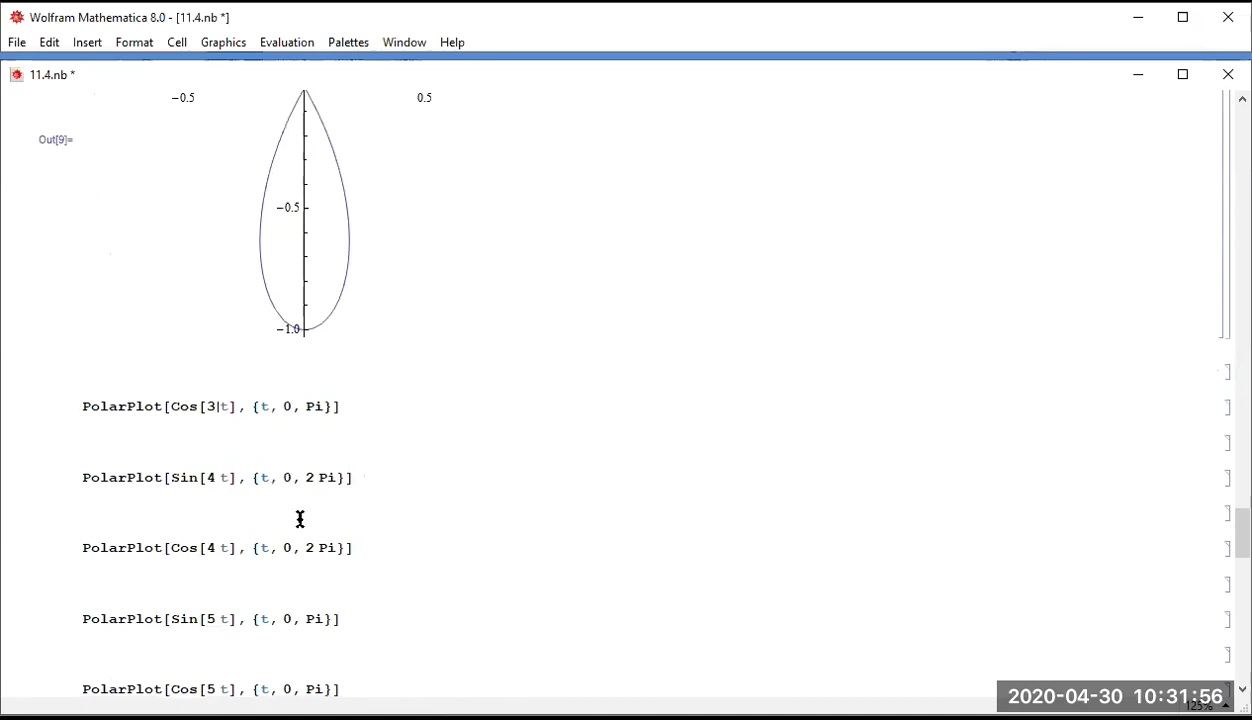 Wolfram Mathematica 8.0 - [11.4.nb *]
File Edit Insert Format Cell Graphics Evaluation Palettes Window Help
11.4.nb *
-0.5 0.5
Out[9]=
-0.5
-1.0
PolarPlot[Cos[3 t], {t, 0, Pi}]
PolarPlot[Sin[4 t], {t, 0, 2 Pi}]
PolarPlot[Cos[4 t], {t, 0, 2 Pi}]
PolarPlot[Sin[5 t], {t, 0, Pi}]
PolarPlot[Cos[5 t], {t, 0, Pi}]
2020-04-30 10:31:56
125%